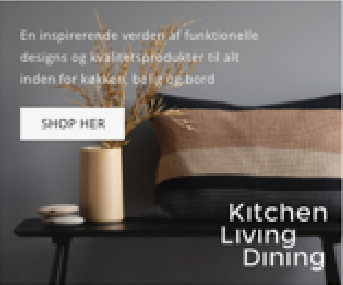 En inspirerende verden af funktionelle
designs og kvalitetsprodukter til alt
inden for køkken, bolig og bord
SHOP HER
Kitchen
Living
Dining